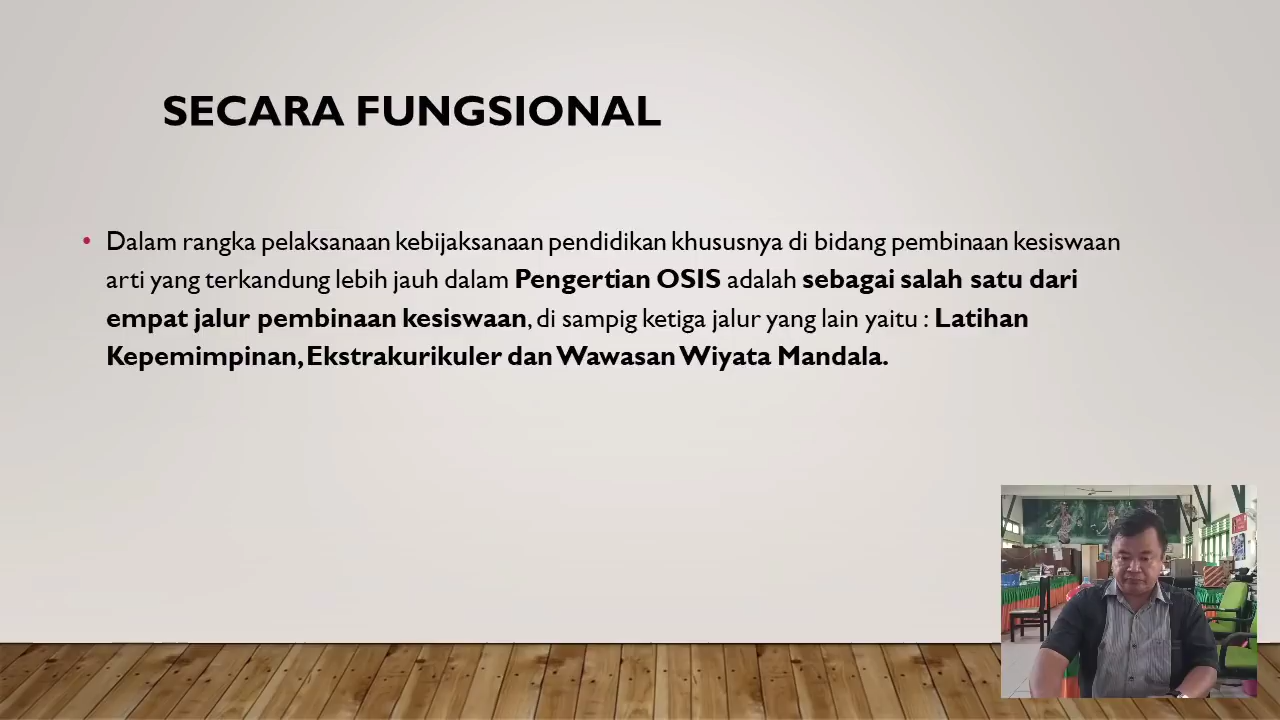 SECARA FUNGSIONAL
• Dalam rangka pelaksanaan kebijaksanaan pendidikan khususnya di bidang pembinaan kesiswaan
arti yang terkandung lebih jauh dalam Pengertian OSIS adalah sebagai salah satu dari
empat jalur pembinaan kesiswaan, di sampig ketiga jalur yang lain yaitu : Latihan
Kepemimpinan, Ekstrakurikuler dan Wawasan Wiyata Mandala.